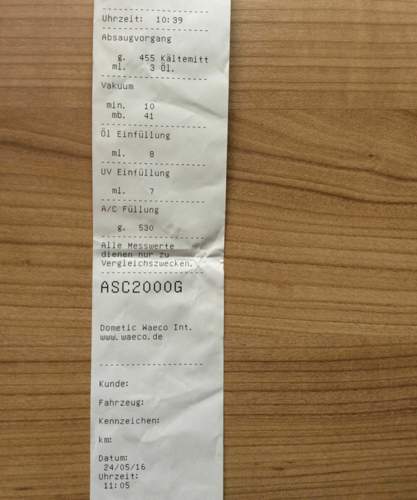 Uhrzeit: 10:39
Absaugvorgang
g. 455 Kältemitt
ml. 3 Öl.
Vakuum
min. 10
mb. 41
Öl Einfüllung
ml. 8
UV Einfüllung
ml. 7
A/C Füllung
g. 530
Alle Messwerte
dienen nur zu
Vergleichszwecken.
ASC2000G
Dometic Waeco Int.
www.waeco.de
Kunde:
Fahrzeug:
Kennzeichen:
km:
Datum:
24/05/16
Uhrzeit:
11:05